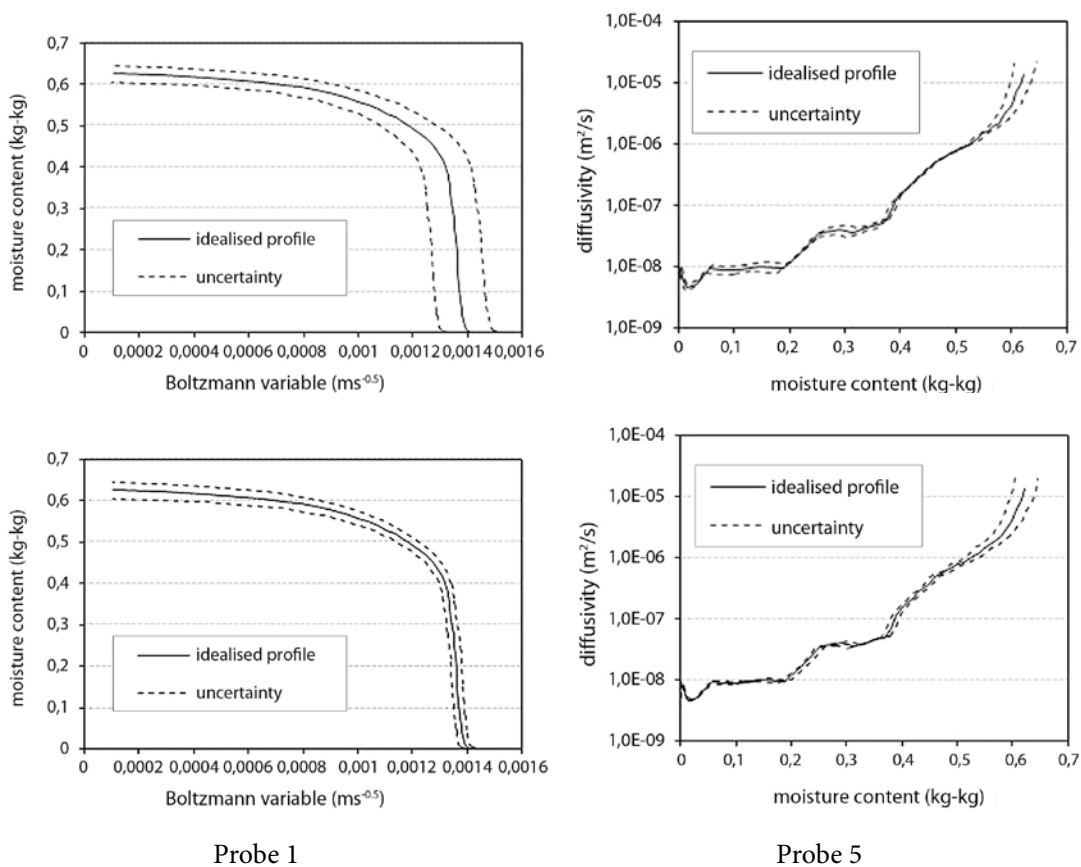 0,7
0,6
0,5
0,4
0,3
0,2
0,1
0
moisture content (kg-kg)
idealised profile
uncertainty
0 0,0002 0,0004 0,0006 0,0008 0,001 0,0012 0,0014 0,0016
Boltzmann variable (ms-0.5)
1,0E-04
1,0E-05
1,0E-06
1,0E-07
1,0E-08
1,0E-09
diffusivity (m²/s)
idealised profile
uncertainty
0 0,1 0,2 0,3 0,4 0,5 0,6 0,7
moisture content (kg-kg)
0,7
0,6
0,5
0,4
0,3
0,2
0,1
0
moisture content (kg-kg)
idealised profile
uncertainty
0 0,0002 0,0004 0,0006 0,0008 0,001 0,0012 0,0014 0,0016
Boltzmann variable (ms-0.5)
1,0E-04
1,0E-05
1,0E-06
1,0E-07
1,0E-08
1,0E-09
diffusivity (m²/s)
idealised profile
uncertainty
0 0,1 0,2 0,3 0,4 0,5 0,6 0,7
moisture content (kg-kg)
Probe 1 Probe 5